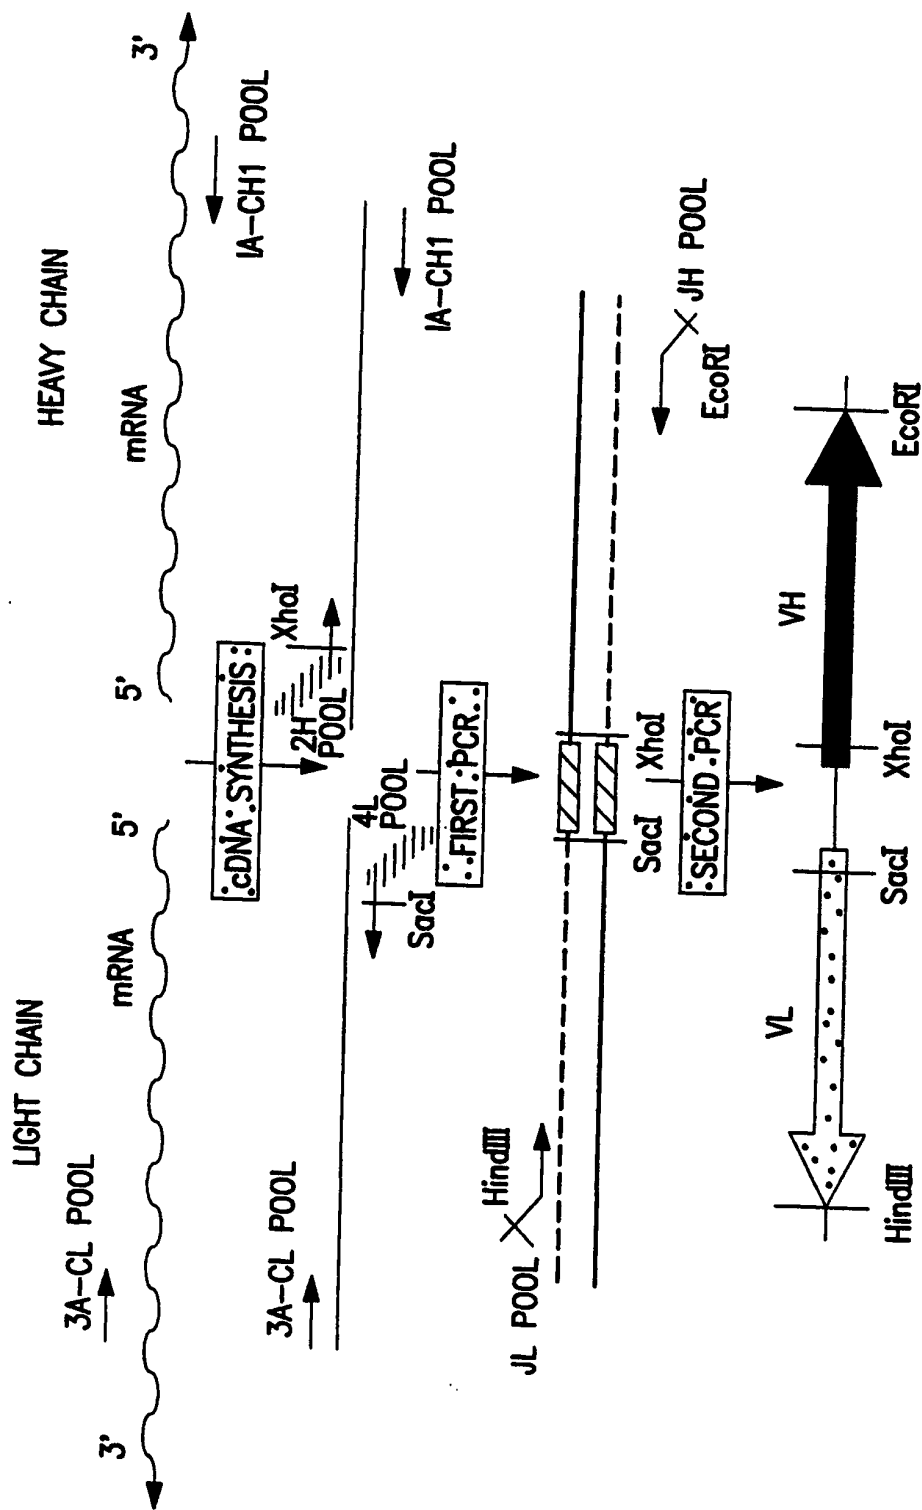 LIGHT CHAIN
HEAVY CHAIN
3A-CL POOL
3'
mRNA
5'
5'
mRNA
3'
cDNA SYNTHESIS
IA-CH1 POOL
3A-CL POOL
SacI
4L
POOL
2H
POOL
XhoI
IA-CH1 POOL
FIRST PCR
JL POOL
HindIII
SacI
XhoI
EcoRI
JH POOL
SECOND PCR
VL
VH
HindIII
SacI
XhoI
EcoRI